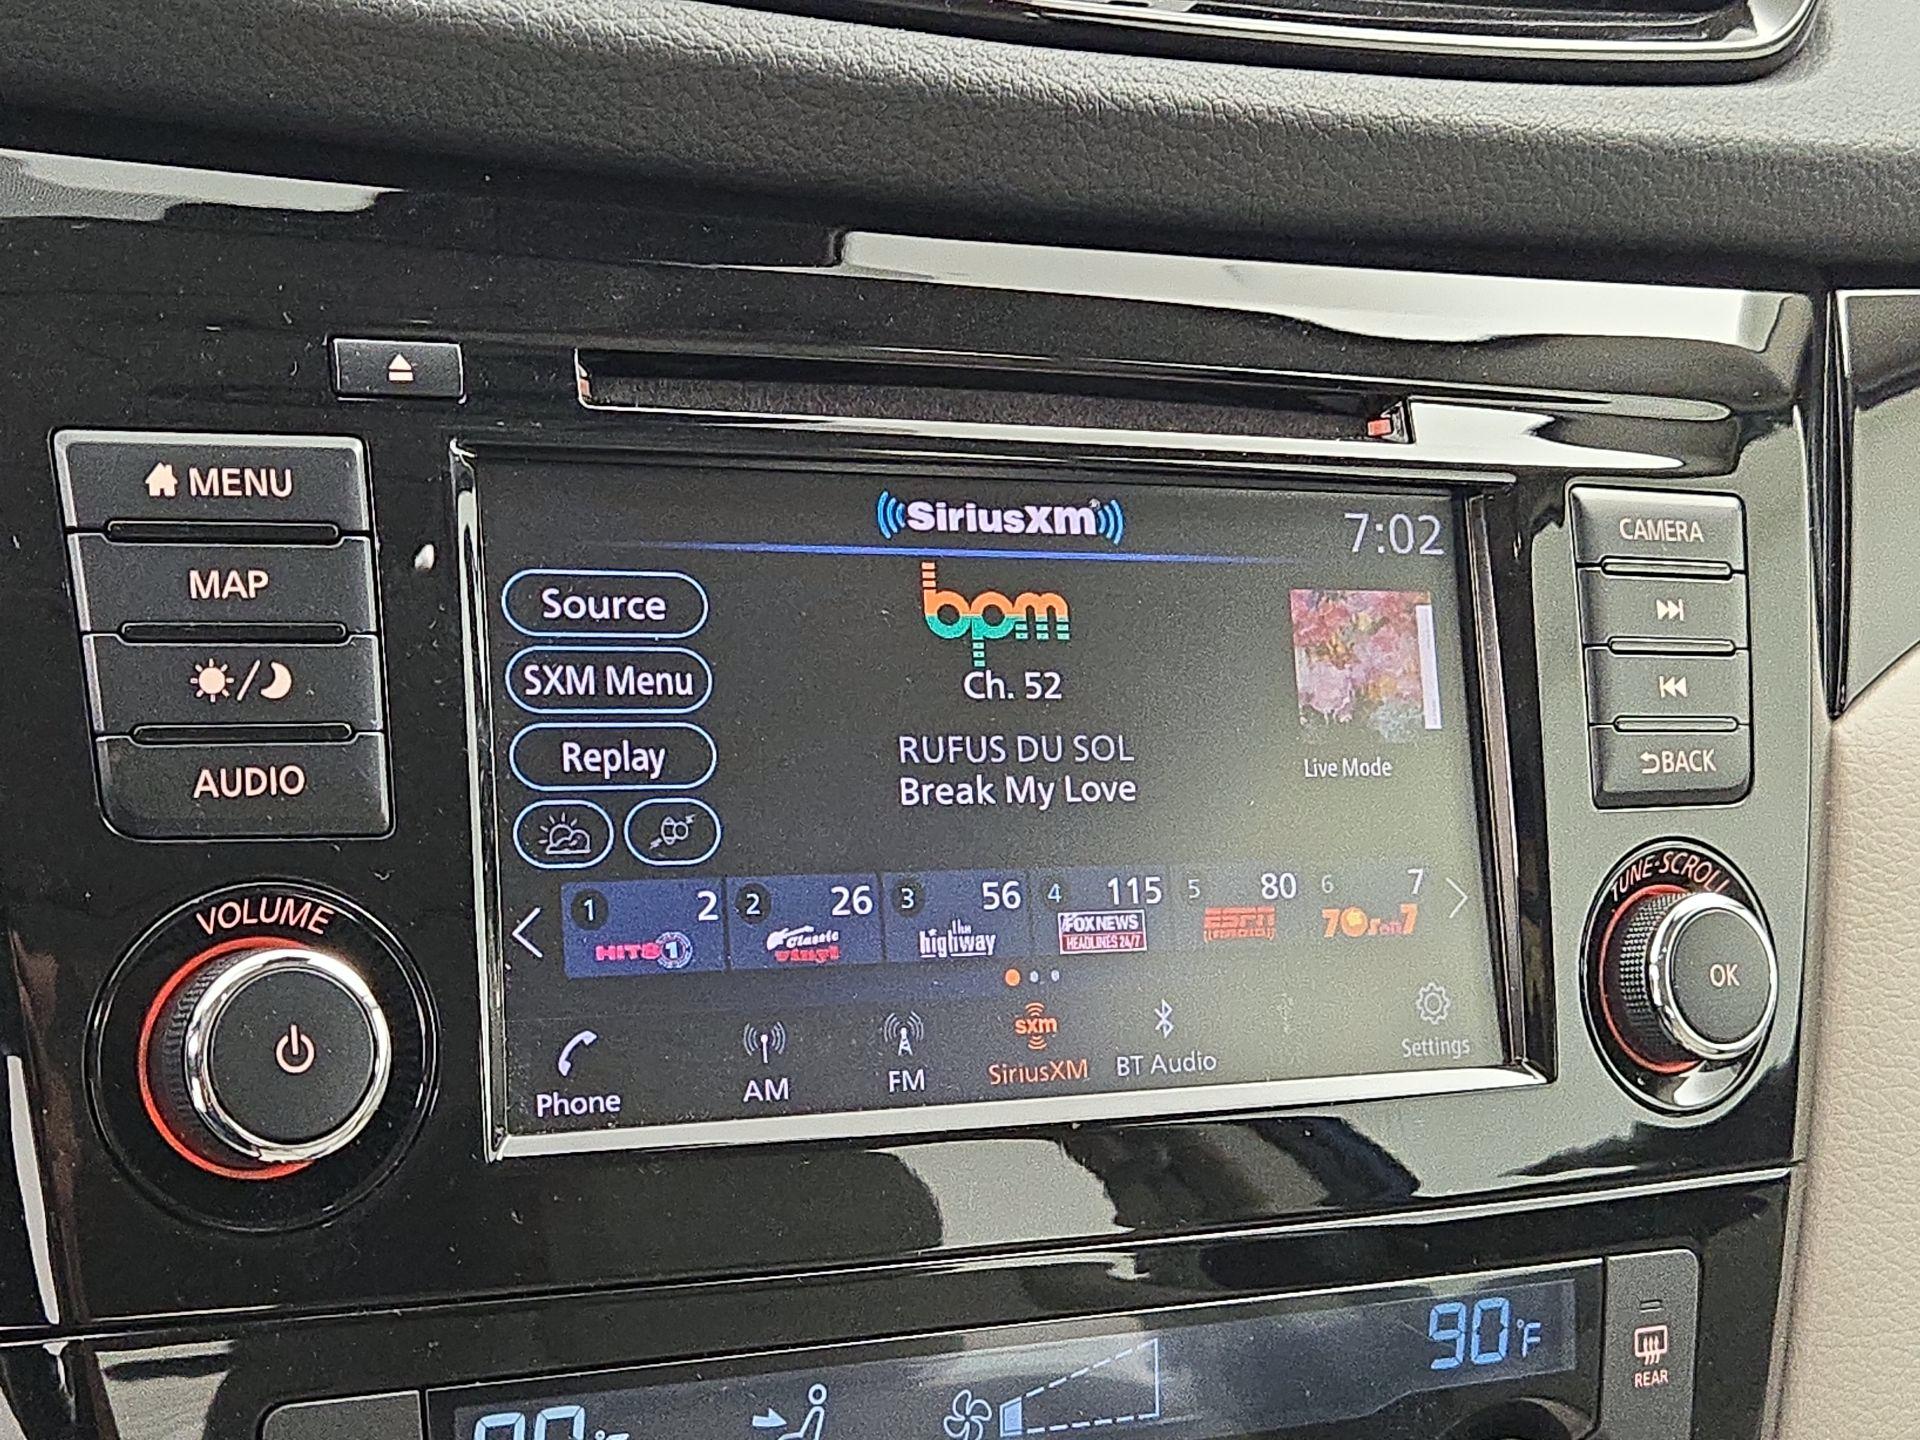 MENU
MAP
AUDIO
VOLUME
SiriusXm
7:02
Source
SXM Menu
Replay
bpm
Ch. 52
RUFUS DU SOL
Break My Love
Live Mode
1 2
HITS 1
2 26
Classic
vinyl
3 56
the
highway
4 115
FOX NEWS
HEADLINES 24/7
5 80
ESPN
RADIO
6 7
70s on 7
Phone
AM
FM
sxm
SiriusXM
BT Audio
Settings
CAMERA
BACK
TUNE·SCROLL
OK
90°F
REAR